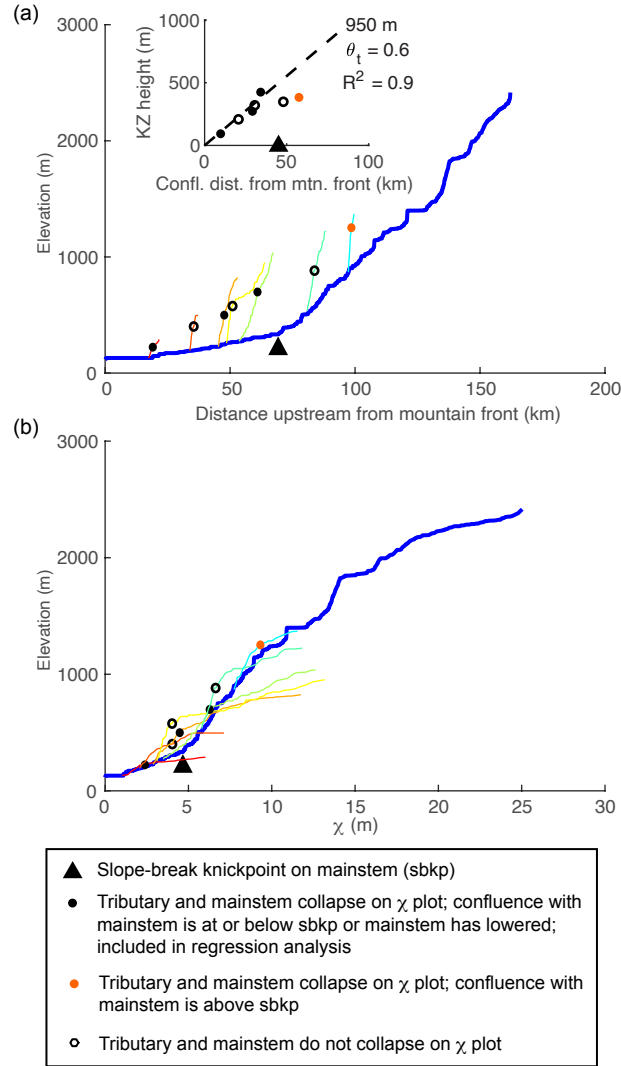 (a)
3000
2000
1000
0
Elevation (m)
1000
500
0
KZ height (m)
0
50
100
Confl. dist. from mtn. front (km)
950 m
θt = 0.6
R² = 0.9
0
50
100
150
200
Distance upstream from mountain front (km)
(b)
3000
2000
1000
0
Elevation (m)
0
5
10
15
20
25
30
χ (m)
Slope-break knickpoint on mainstem (sbkp)
Tributary and mainstem collapse on χ plot; confluence with
mainstem is at or below sbkp or mainstem has lowered;
included in regression analysis
Tributary and mainstem collapse on χ plot; confluence with
mainstem is above sbkp
Tributary and mainstem do not collapse on χ plot